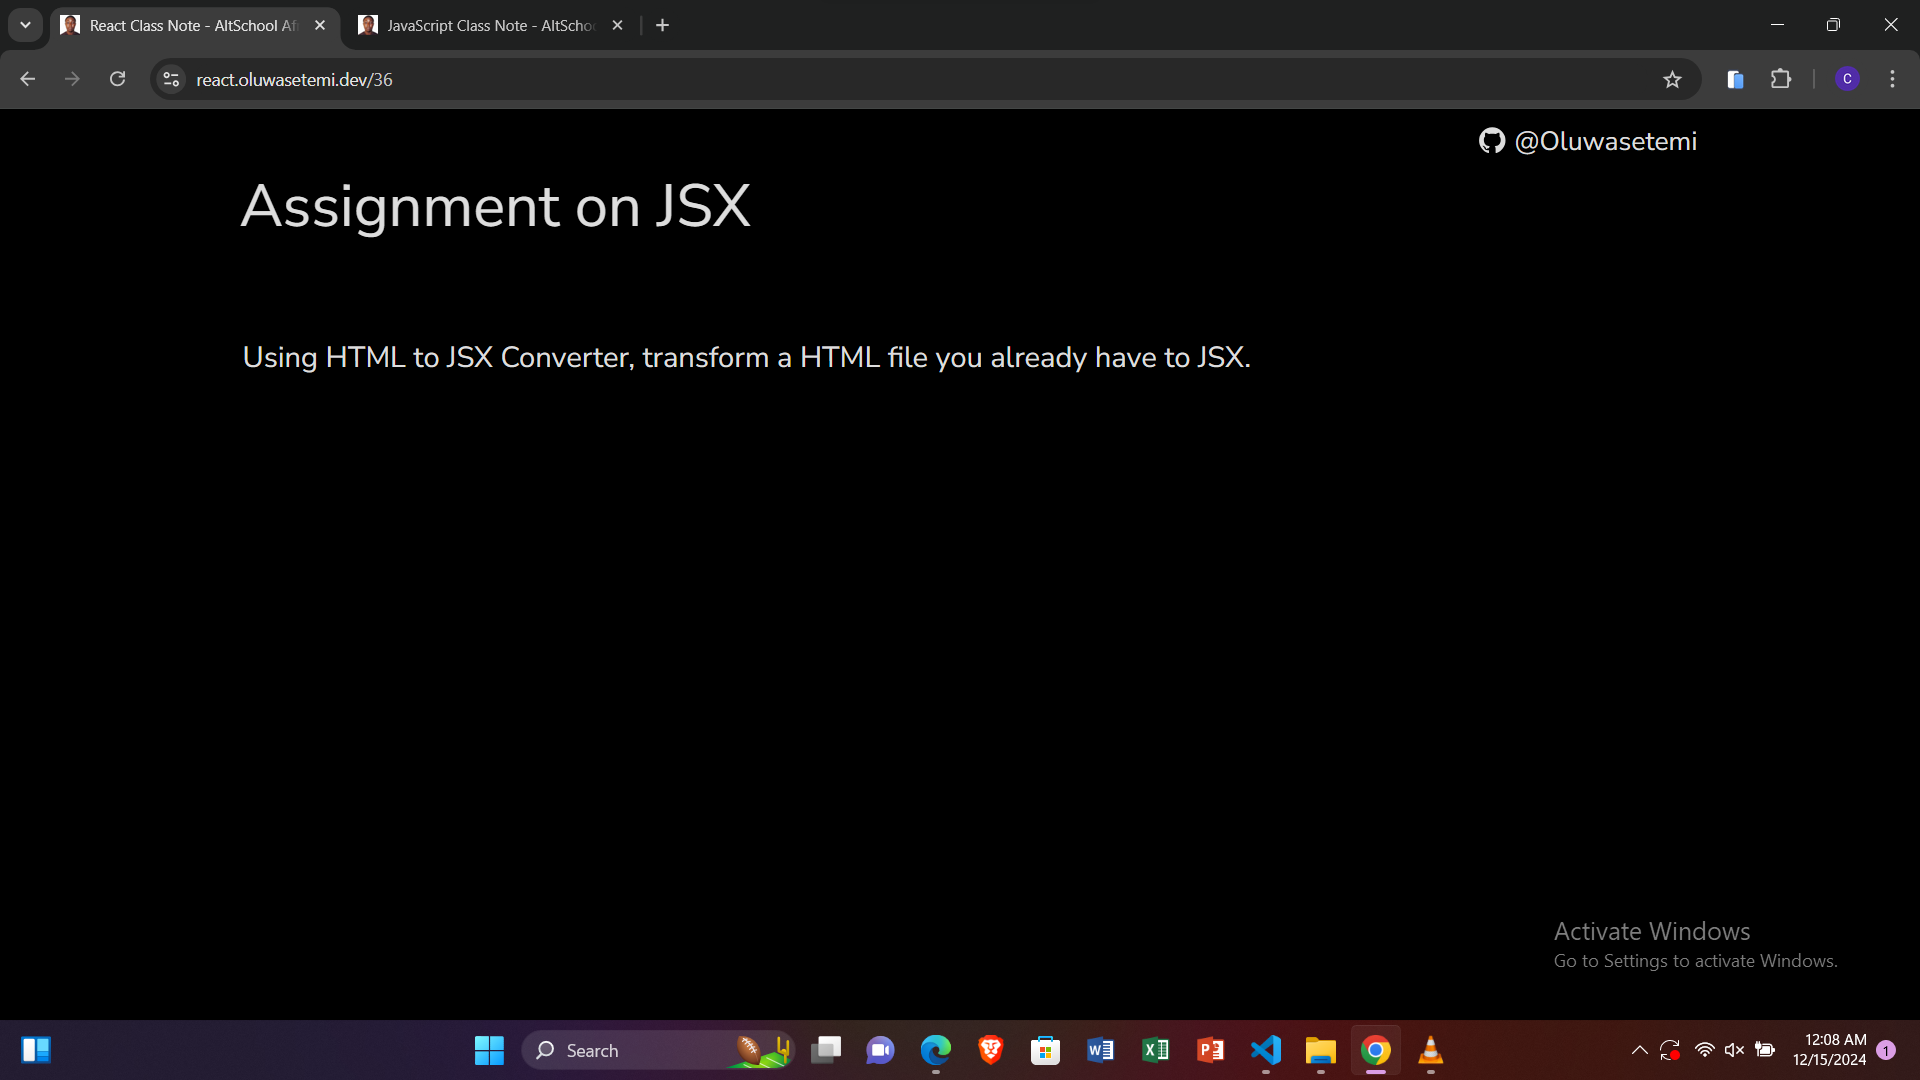 React Class Note - AltSchool Af
JavaScript Class Note - AltSchoo
react.oluwasetemi.dev/36
C
@Oluwasetemi
Assignment on JSX
Using HTML to JSX Converter, transform a HTML file you already have to JSX.
Activate Windows
Go to Settings to activate Windows.
Search
12:08 AM
12/15/2024
1